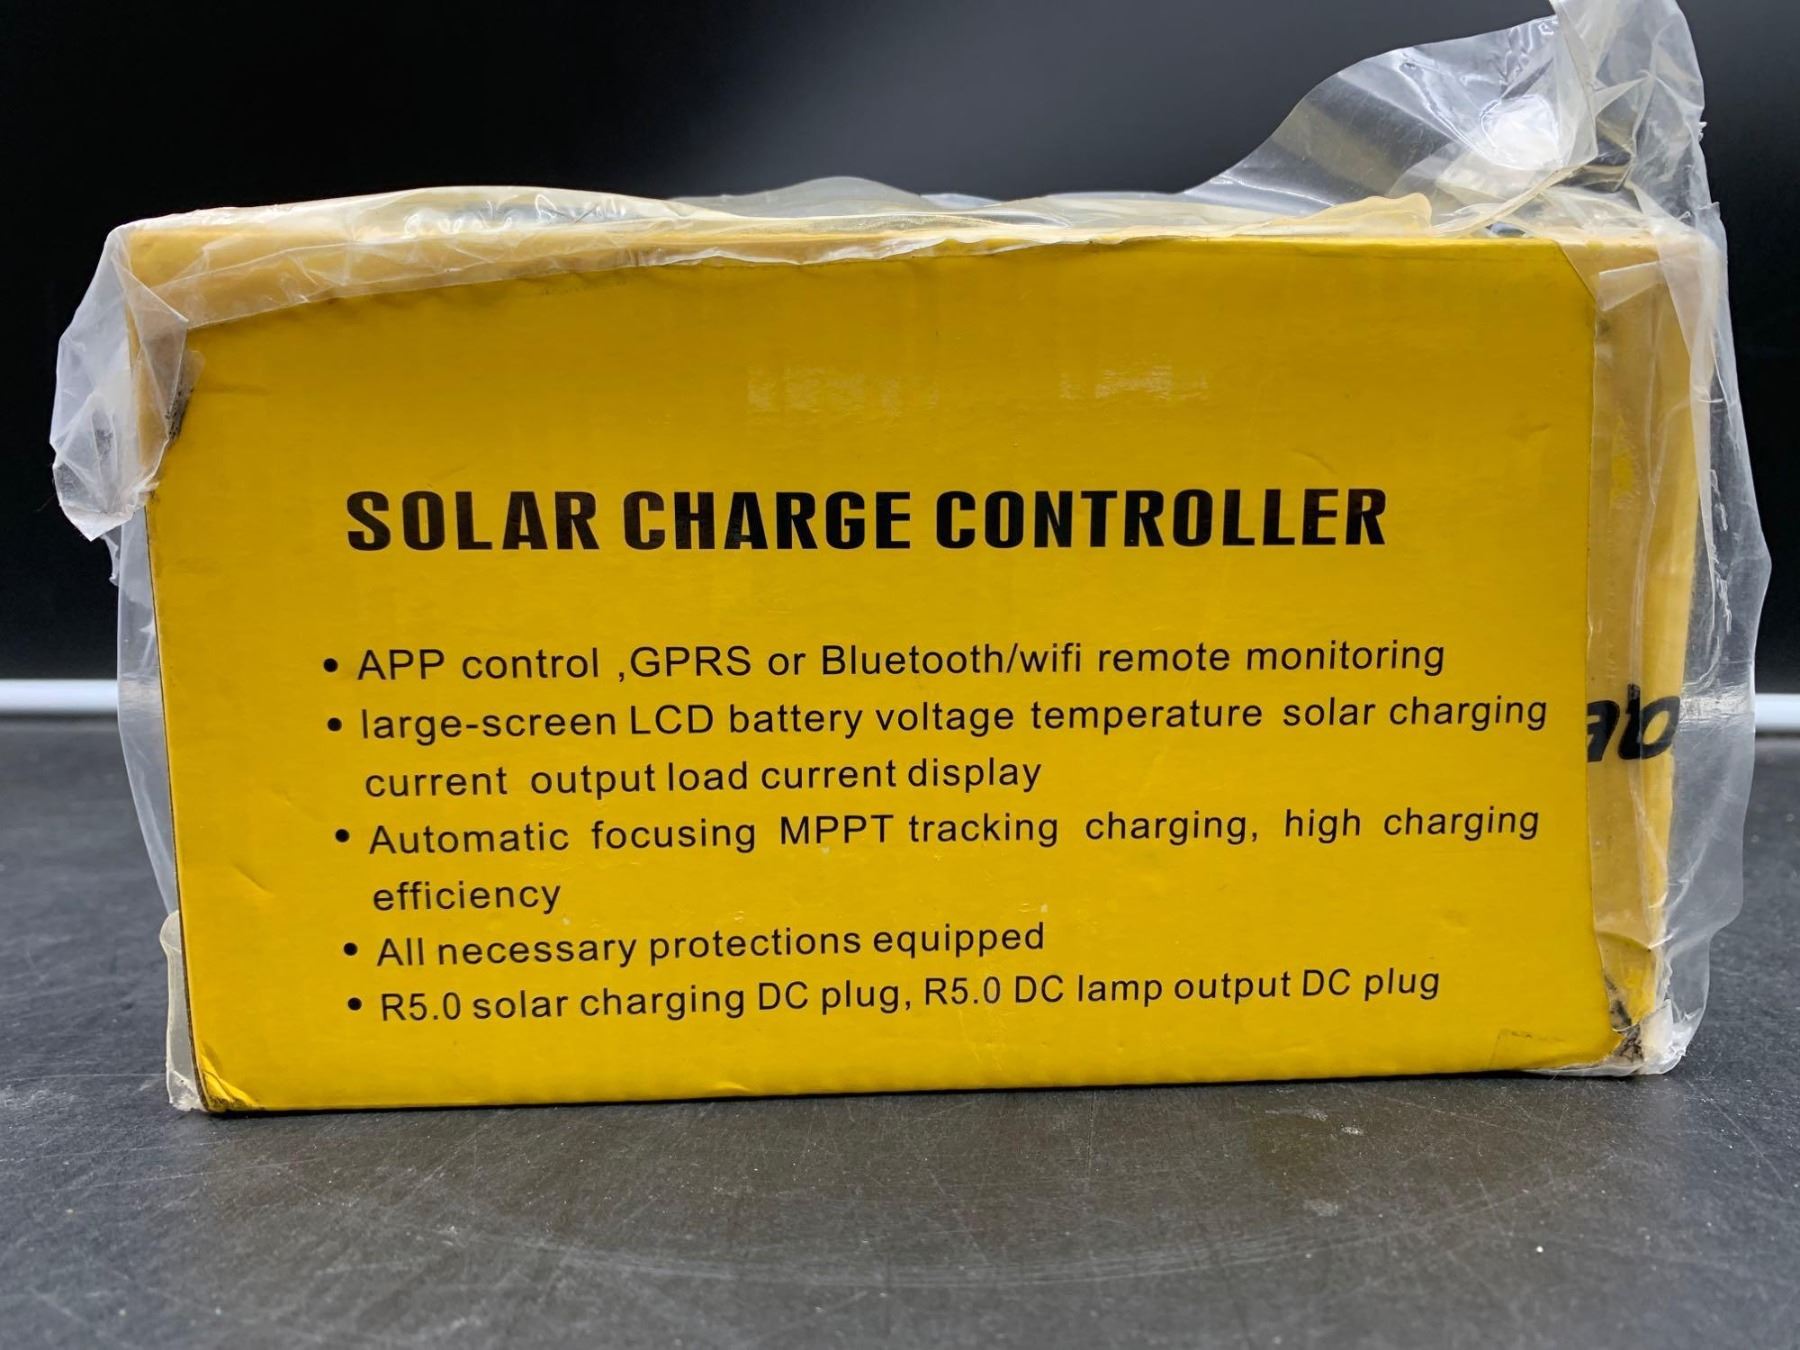 SOLAR CHARGE CONTROLLER
• APP control ,GPRS or Bluetooth/wifi remote monitoring
• large-screen LCD battery voltage temperature solar charging
current output load current display
• Automatic focusing MPPT tracking charging, high charging
efficiency
• All necessary protections equipped
• R5.0 solar charging DC plug, R5.0 DC lamp output DC plug